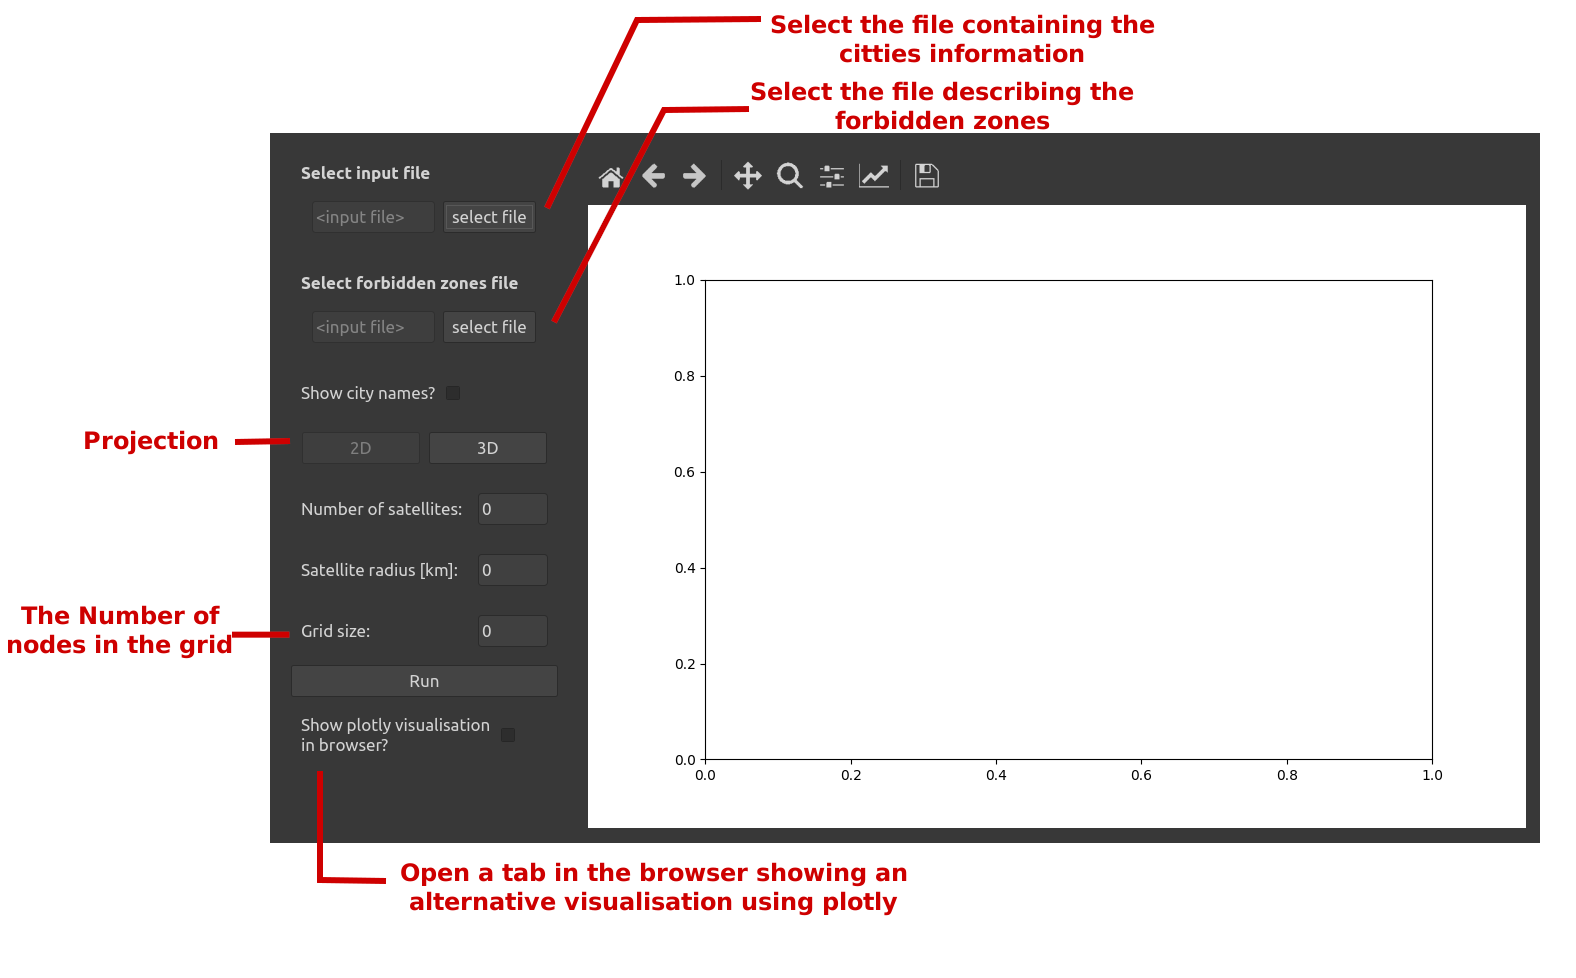 Select the file containing the
citties information
Select the file describing the
forbidden zones
Select input file
<input file>
select file
Select forbidden zones file
<input file>
select file
Show city names?
Projection
2D
3D
Number of satellites:
0
Satellite radius [km]:
0
The Number of
nodes in the grid
Grid size:
0
Run
Show plotly visualisation
in browser?
1.0
0.8
0.6
0.4
0.2
0.0
0.0
0.2
0.4
0.6
0.8
1.0
Open a tab in the browser showing an
alternative visualisation using plotly